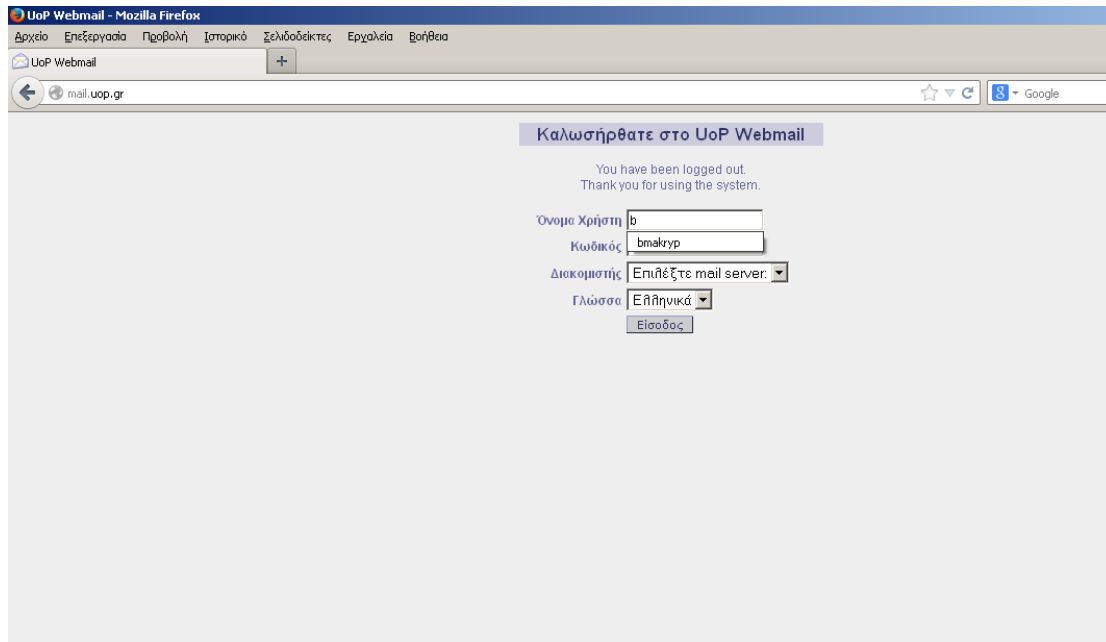 UoP Webmail - Mozilla Firefox
Αρχείο Επεξεργασία Προβολή Ιστορικό Σελιδοδείκτες Εργαλεία Βοήθεια
UoP Webmail +
mail.uop.gr 8 Google
Καλωσήρθατε στο UoP Webmail
You have been logged out.
Thank you for using the system.
Όνομα Χρήστη b
Κωδικός bmakryp
Διακομιστής Επιλέξτε mail server:
Γλώσσα Ελληνικά
Είσοδος